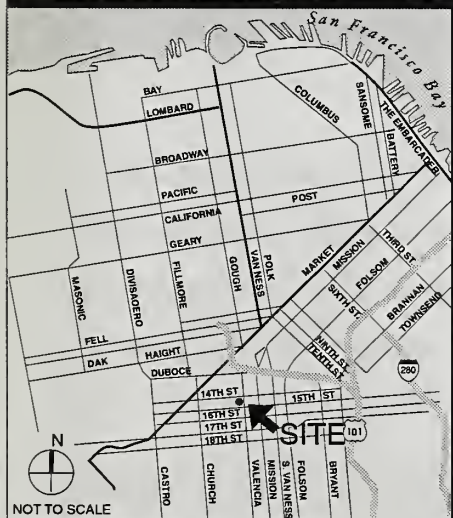 San Francisco Bay
BAY
LOMBARD
COLUMBUS
SANSOME
BATTERY
THE EMBARCADER
BROADWAY
PACIFIC
CALIFORNIA
POST
GEARY
MASONIC
DIVISADERO
FILLMORE
GOUGH
VAN NESS
POLK
MARKET
MISSION
FOLSOM
THIRD ST.
SIXTH ST.
BRANNAN
TOWNSEND
NINTH ST.
TENTH ST.
FELL
OAK
HAIGHT
DUBOCE
280
14TH ST
15TH ST
16TH ST
17TH ST
18TH ST
SITE
101
N
NOT TO SCALE
CASTRO
CHURCH
VALENCIA
MISSION
S. VAN NESS
FOLSOM
BRYANT